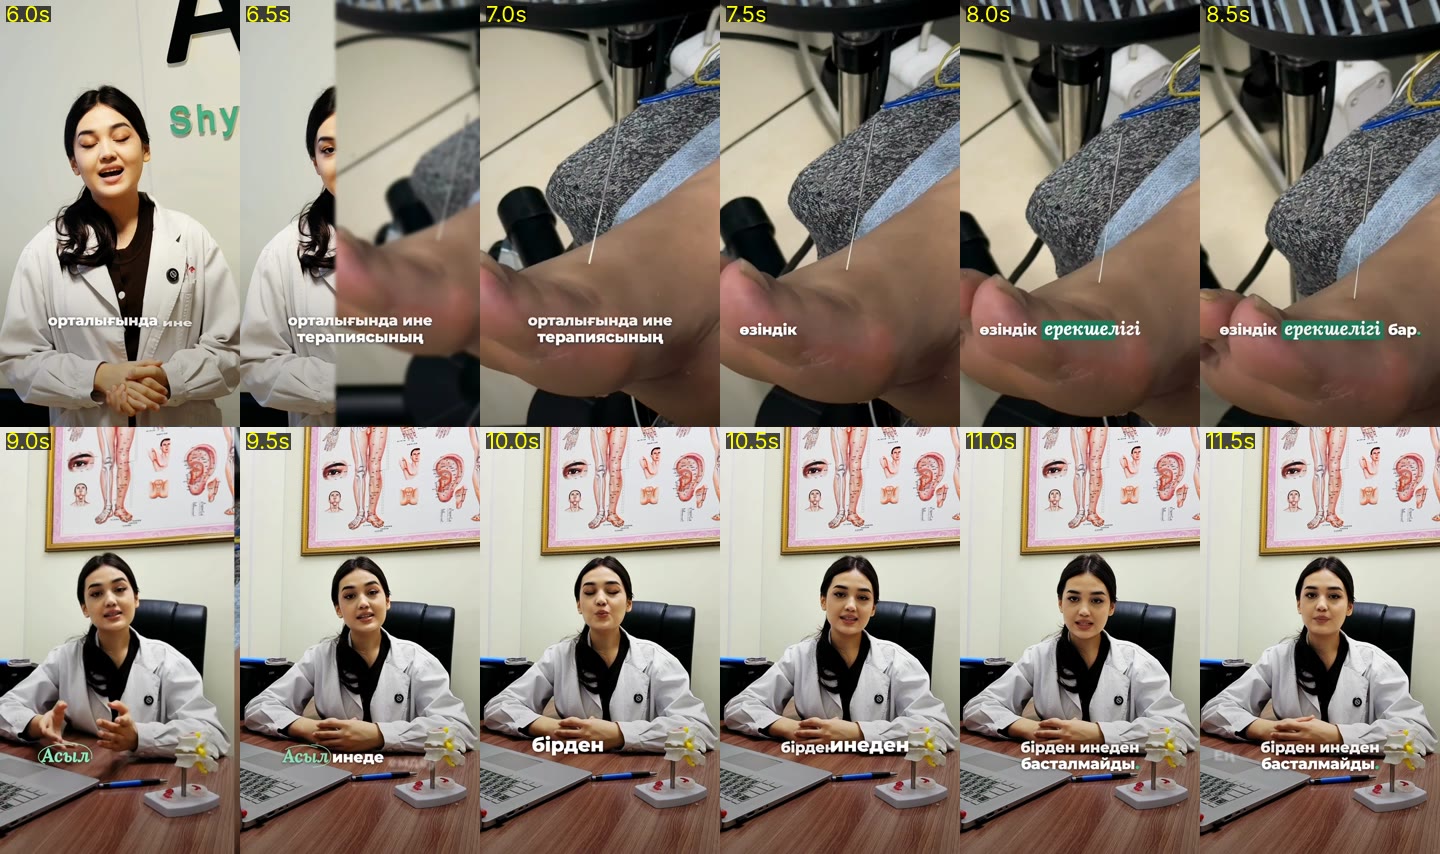 6.0s
Shy
орталығында ине
6.5s
орталығында ине
терапиясының
7.0s
орталығында ине
терапиясының
7.5s
өзіндік
8.0s
өзіндік ерекшелігі
8.5s
өзіндік ерекшелігі бар.
9.0s
Асыл
9.5s
Асыл инеде
10.0s
бірден
10.5s
бірден инеден
11.0s
бірден инеден
басталмайды.
11.5s
бірден инеден
басталмайды.